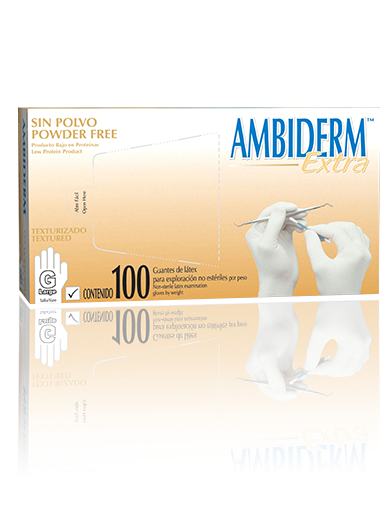 SIN POLVO
POWDER FREE
Producto Bajo en Proteínas
Low Protein Product
AMBIDERM™
Extra
Abre Fácil
Open Here
TEXTURIZADO
TEXTURED
G
Large
Talla/Size
CONTENIDO 100
Guantes de látex
para exploración no estériles por peso
Non-sterile latex examination
gloves by weight